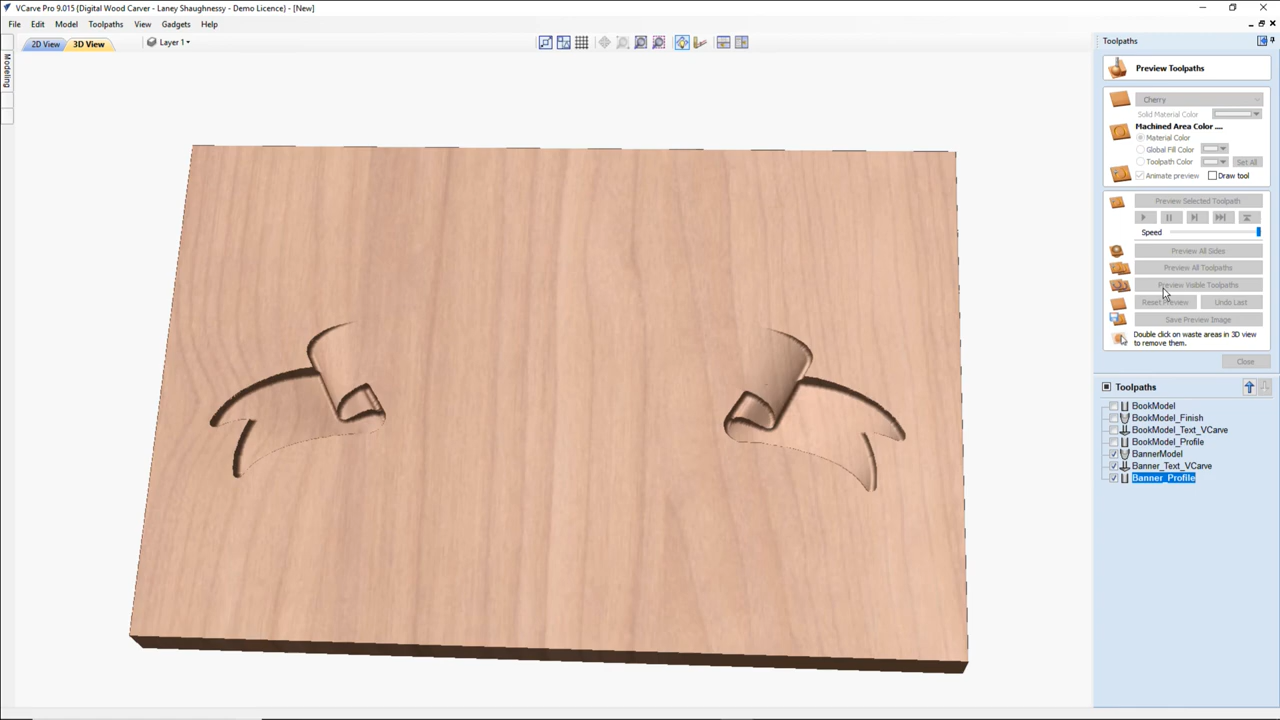 VCarve Pro 9.015 {Digital Wood Carver - Laney Shaughnessy - Demo Licence} - [New]
File Edit Model Toolpaths View Gadgets Help
2D View 3D View Layer 1
Modeling
Toolpaths
Preview Toolpaths
Cherry
Solid Material Color
Machined Area Color ....
Material Color
Global Fill Color
Toolpath Color Set All
Animate preview Draw tool
Preview Selected Toolpath
Speed
Preview All Sides
Preview All Toolpaths
Preview Visible Toolpaths
Reset Preview Undo Last
Save Preview Image
Double click on waste areas in 3D view
to remove them.
Close
Toolpaths
BookModel
BookModel_Finish
BookModel_Text_VCarve
BookModel_Profile
BannerModel
Banner_Text_VCarve
Banner_Profile